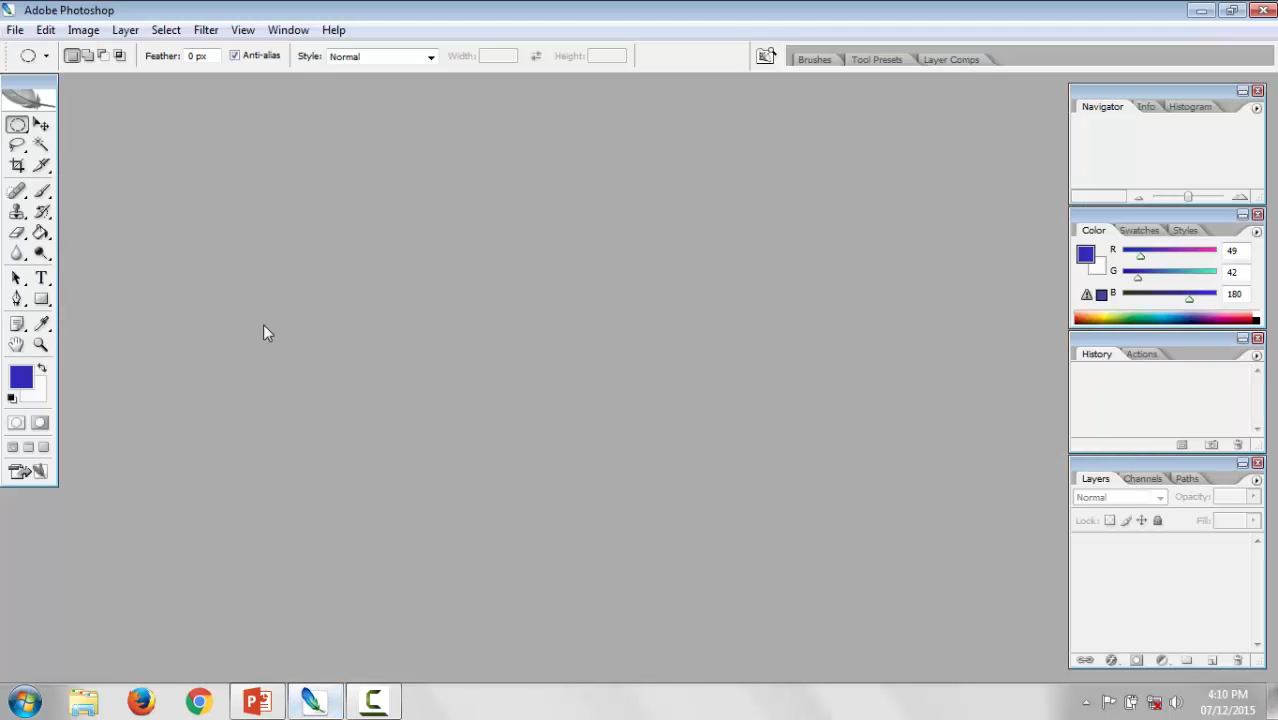 Adobe Photoshop
File Edit Image Layer Select Filter View Window Help
Feather: 0 px Anti-alias Style: Normal Width: Height: Brushes Tool Presets Layer Comps
Navigator Info Histogram
Color Swatches Styles
R 49
G 42
B 180
T
History Actions
Layers Channels Paths
Normal Opacity:
Lock: Fill:
4:10 PM
07/12/2015